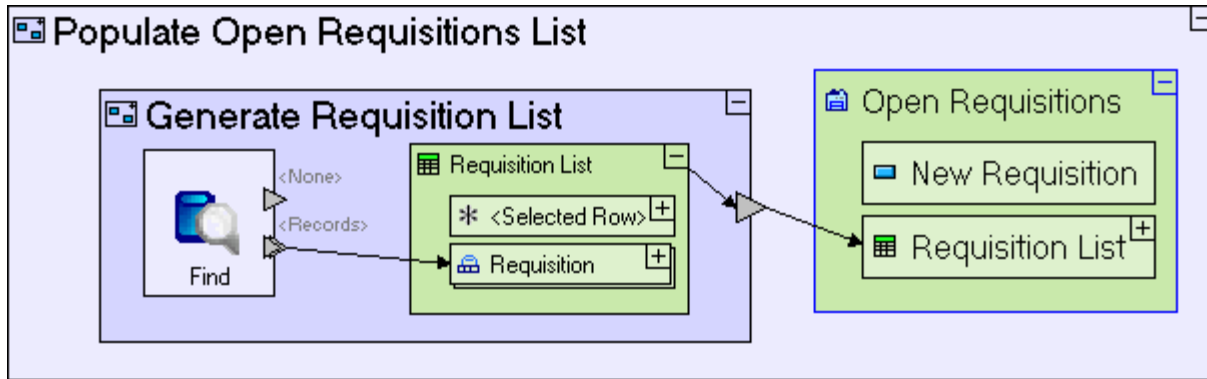 Populate Open Requisitions List
Generate Requisition List
Open Requisitions
<None>
Requisition List
New Requisition
<Selected Row>
<Records>
Requisition List
Requisition
Find